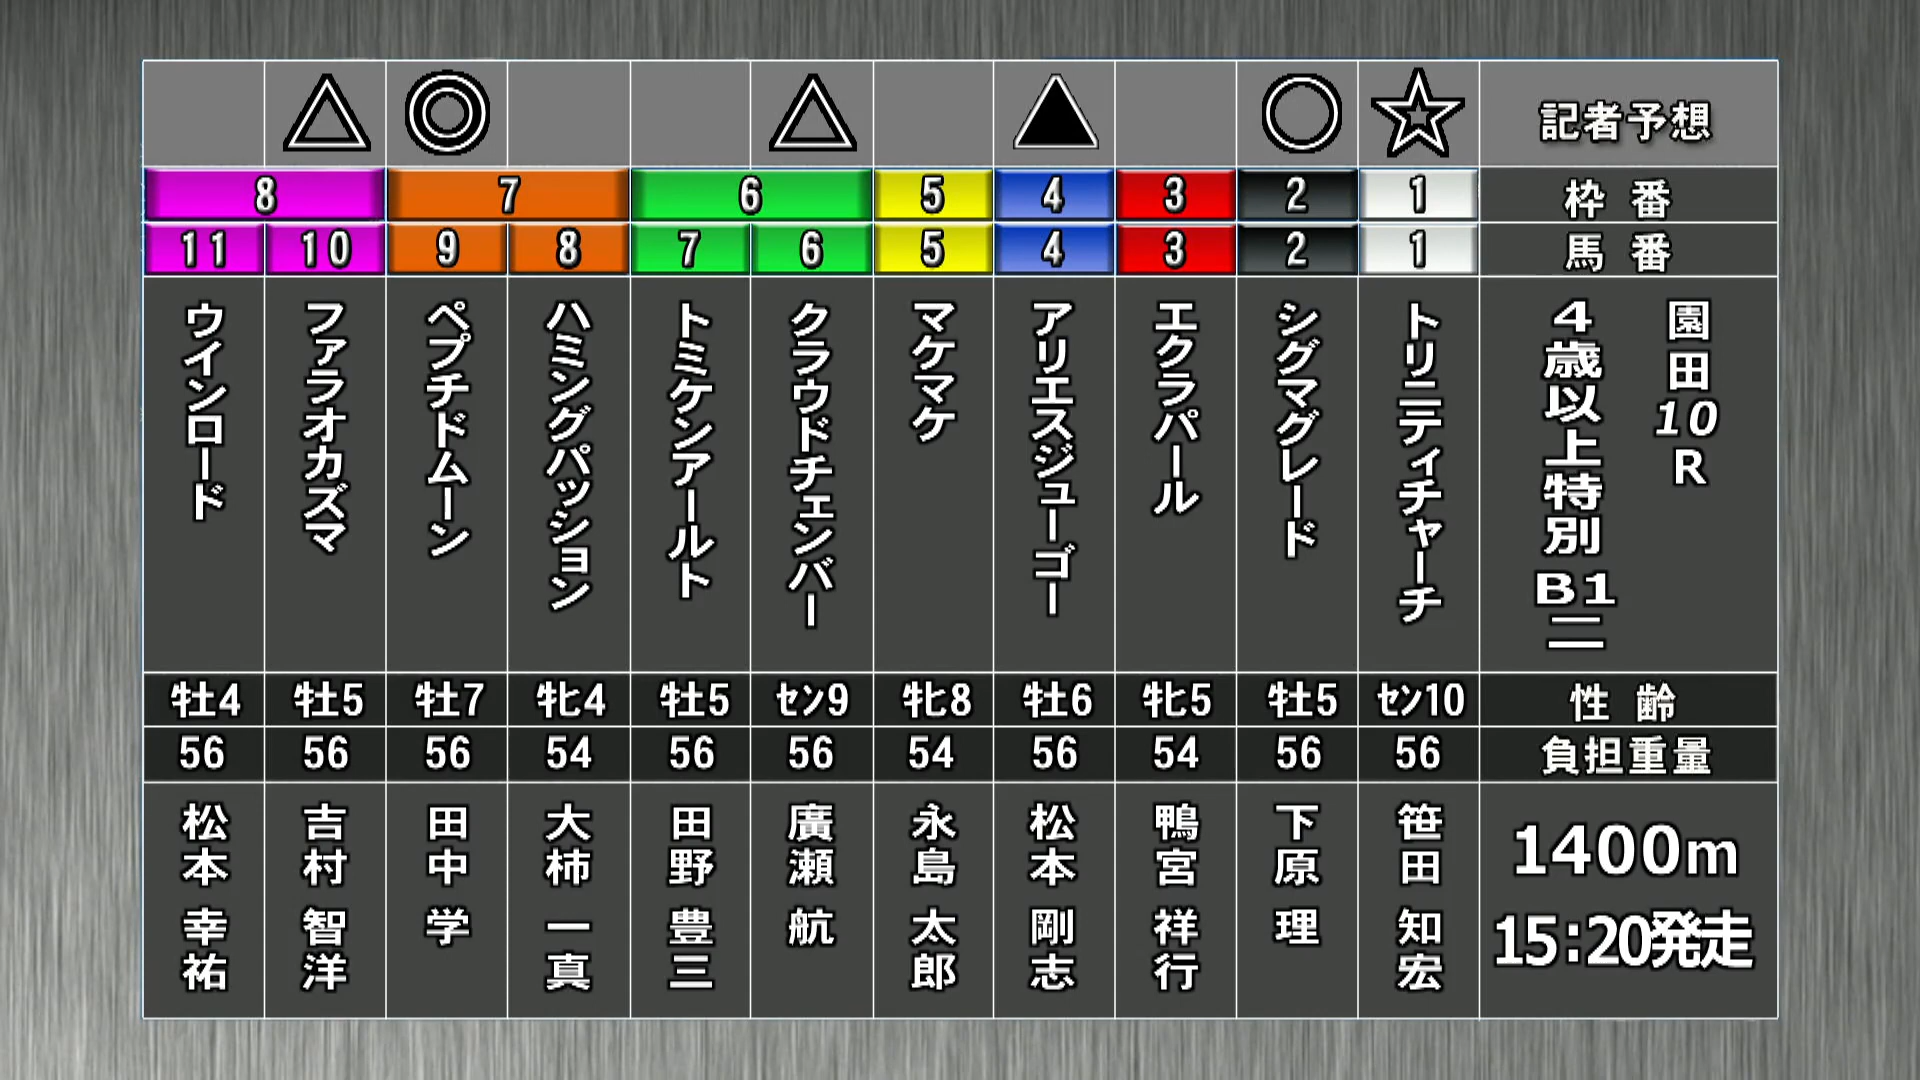 記者予想
△ ◎ △ ▲ ○ ☆
枠番
8 7 6 5 4 3 2 1
馬番
11 10 9 8 7 6 5 4 3 2 1
園田10R
4歳以上特別 B1二
トリニティチャーチ
シグマグレード
エクラパール
アリエスジューゴー
マケマケ
クラウドチェンバー
トミケンアールト
ハミングパッション
ペプチドムーン
ファラオカズマ
ウインロード
性齢
牡4 牡5 牡7 牝4 牡5 セン9 牝8 牡6 牝5 牡5 セン10
負担重量
56 56 56 54 56 56 54 56 54 56 56
1400m
15:20発走
笹田 知宏
下原 理
鴨宮 祥行
松本 剛志
永島 太郎
廣瀬 航
田野 豊三
大柿 一真
田中 学
吉村 智洋
松本 幸祐